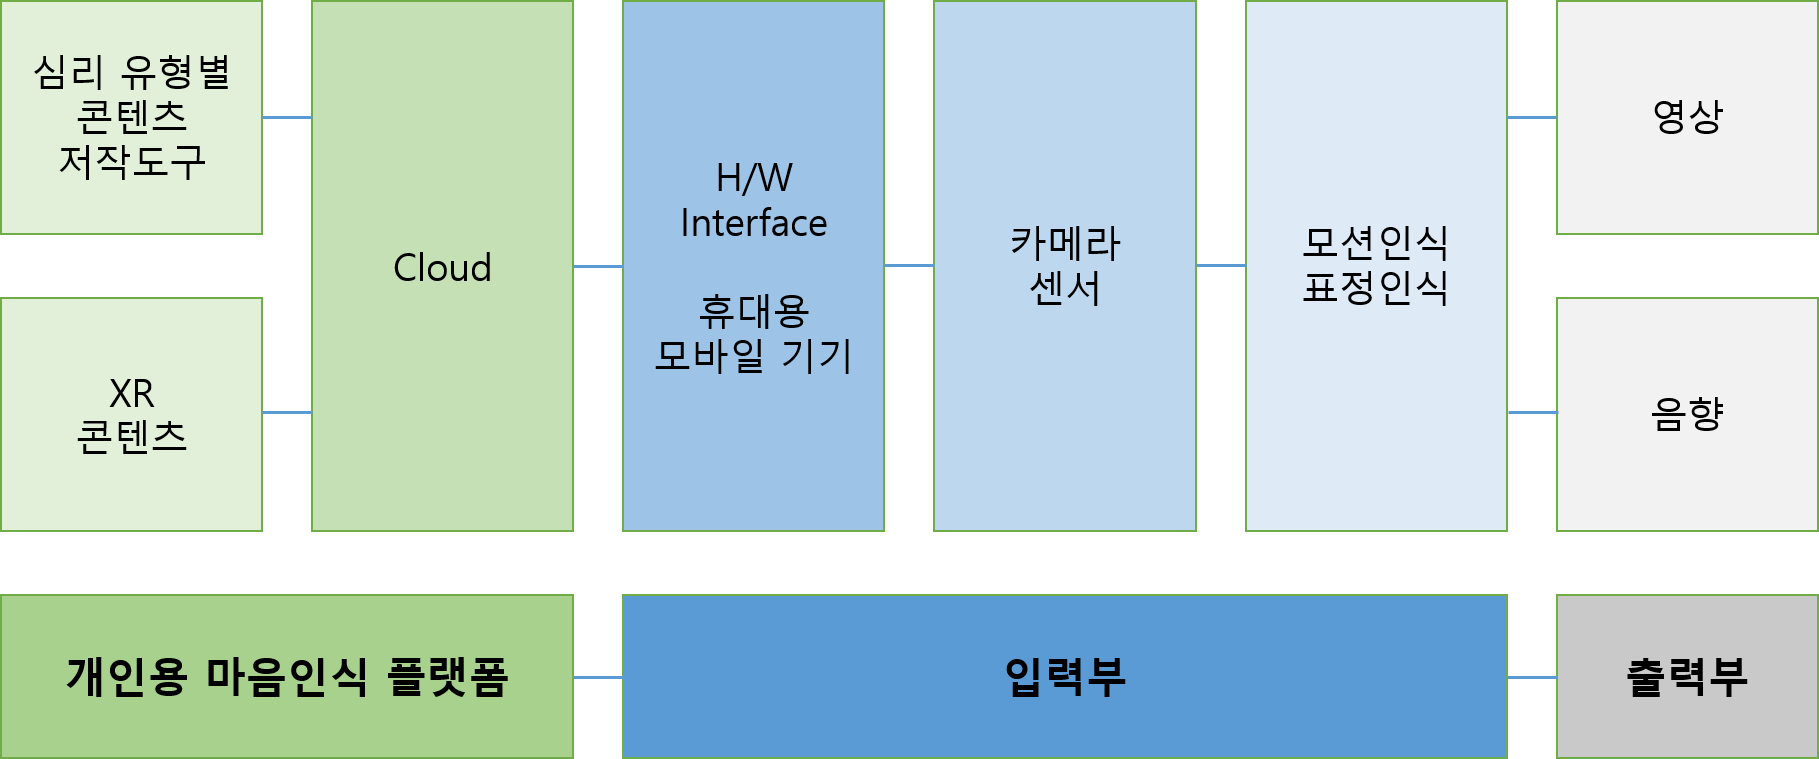 심리 유형별
콘텐츠
저작도구
XR
콘텐츠
Cloud
H/W
Interface
휴대용
모바일 기기
카메라
센서
모션인식
표정인식
영상
음향
개인용 마음인식 플랫폼
입력부
출력부